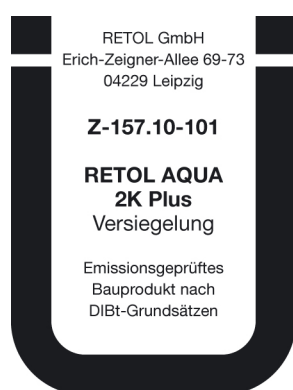 RETOL GmbH
Erich-Zeigner-Allee 69-73
04229 Leipzig
Z-157.10-101
RETOL AQUA
2K Plus
Versiegelung
Emissionsgeprüftes
Bauprodukt nach
DIBt-Grundsätzen